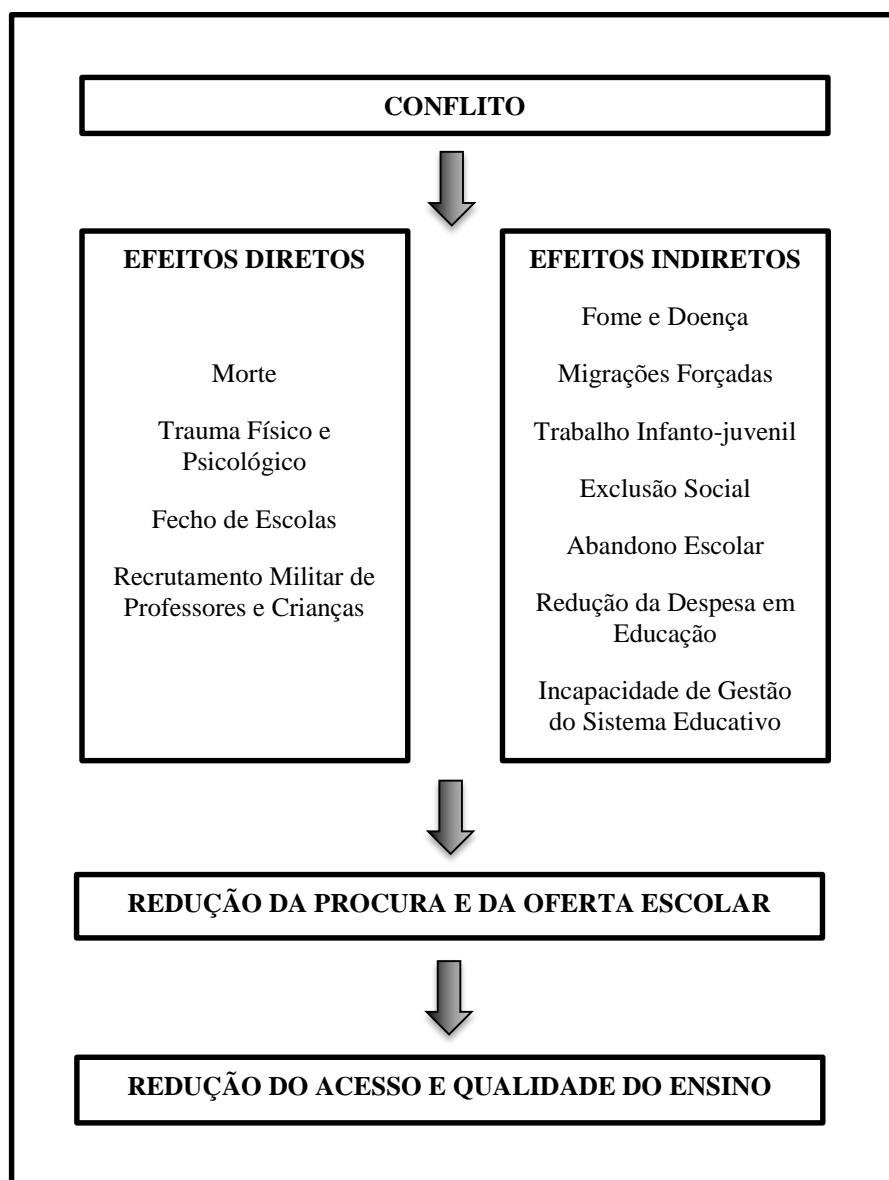 CONFLITO
EFEITOS DIRETOS
Morte
Trauma Físico e
Psicológico
Fecho de Escolas
Recrutamento Militar de
Professores e Crianças
EFEITOS INDIRETOS
Fome e Doença
Migrações Forçadas
Trabalho Infanto-juvenil
Exclusão Social
Abandono Escolar
Redução da Despesa em
Educação
Incapacidade de Gestão
do Sistema Educativo
REDUÇÃO DA PROCURA E DA OFERTA ESCOLAR
REDUÇÃO DO ACESSO E QUALIDADE DO ENSINO